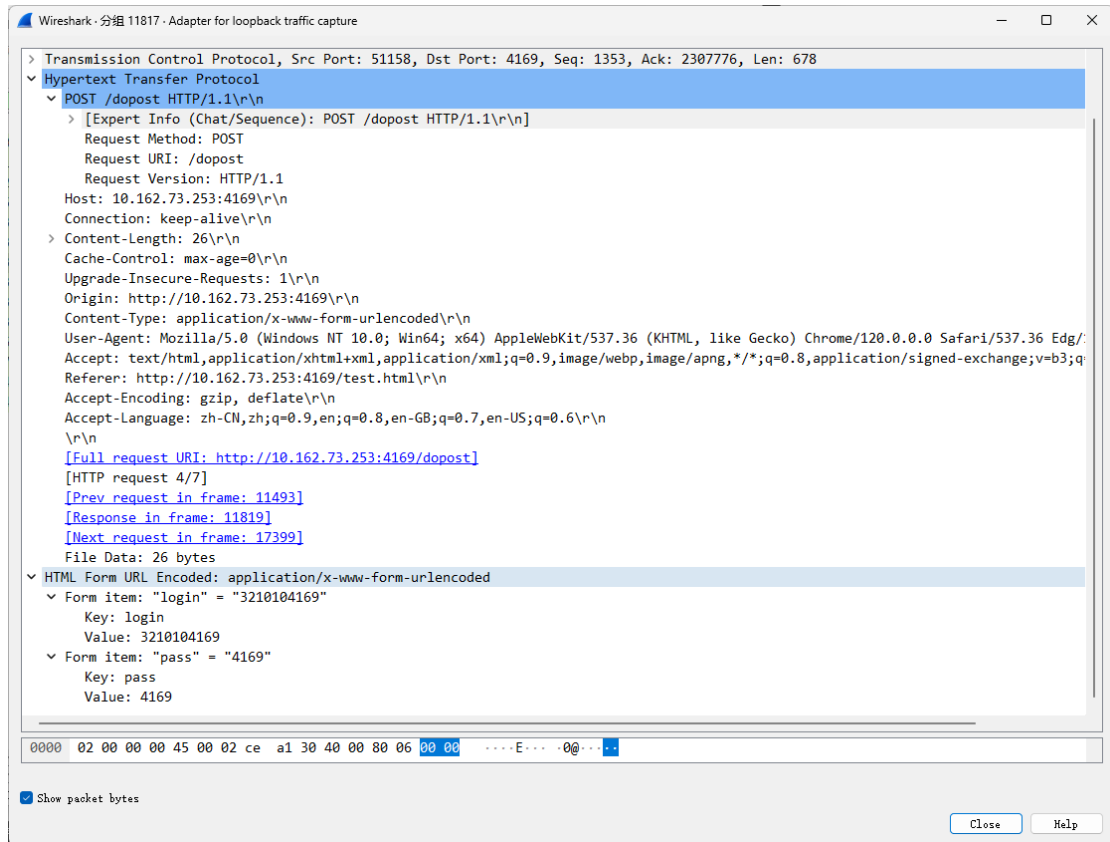 Wireshark · 分组 11817 · Adapter for loopback traffic capture
Transmission Control Protocol, Src Port: 51158, Dst Port: 4169, Seq: 1353, Ack: 2307776, Len: 678
Hypertext Transfer Protocol
POST /dopost HTTP/1.1\r\n
[Expert Info (Chat/Sequence): POST /dopost HTTP/1.1\r\n]
Request Method: POST
Request URI: /dopost
Request Version: HTTP/1.1
Host: 10.162.73.253:4169\r\n
Connection: keep-alive\r\n
Content-Length: 26\r\n
Cache-Control: max-age=0\r\n
Upgrade-Insecure-Requests: 1\r\n
Origin: http://10.162.73.253:4169\r\n
Content-Type: application/x-www-form-urlencoded\r\n
User-Agent: Mozilla/5.0 (Windows NT 10.0; Win64; x64) AppleWebKit/537.36 (KHTML, like Gecko) Chrome/120.0.0.0 Safari/537.36 Edg/
Accept: text/html,application/xhtml+xml,application/xml;q=0.9,image/webp,image/apng,*/*;q=0.8,application/signed-exchange;v=b3;q
Referer: http://10.162.73.253:4169/test.html\r\n
Accept-Encoding: gzip, deflate\r\n
Accept-Language: zh-CN,zh;q=0.9,en;q=0.8,en-GB;q=0.7,en-US;q=0.6\r\n
\r\n
[Full request URI: http://10.162.73.253:4169/dopost]
[HTTP request 4/7]
[Prev request in frame: 11493]
[Response in frame: 11819]
[Next request in frame: 17399]
File Data: 26 bytes
HTML Form URL Encoded: application/x-www-form-urlencoded
Form item: "login" = "3210104169"
Key: login
Value: 3210104169
Form item: "pass" = "4169"
Key: pass
Value: 4169
0000 02 00 00 00 45 00 02 ce a1 30 40 00 80 06 00 00 ····E··· ·0@·····
Show packet bytes
Close Help